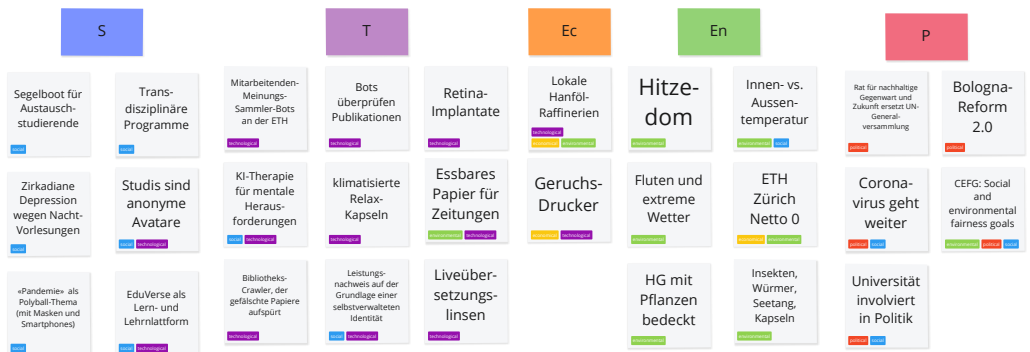 S
Segelboot für
Austausch-
studierende
social
Trans-
disziplinäre
Programme
social
Zirkadiane
Depression
wegen Nacht-
Vorlesungen
social
Studis sind
anonyme
Avatare
social technological
«Pandemie» als
Polyball-Thema
(mit Masken und
Smartphones)
social
EduVerse als
Lern- und
Lehrnlattform
social technological
T
Mitarbeitenden-
Meinungs-
Sammler-Bots
an der ETH
technological
Bots
überprüfen
Publikationen
technological
Retina-
Implantate
technological
KI-Therapie
für mentale
Heraus-
forderungen
social technological
klimatisierte
Relax-
Kapseln
technological
Essbares
Papier für
Zeitungen
environmental technological
Bibliotheks-
Crawler, der
gefälschte Papiere
aufspürt
technological
Leistungs-
nachweis auf der
Grundlage einer
selbstverwalteten
Identität
social technological
Liveüber-
setzungs-
linsen
technological
Ec
Lokale
Hanföl-
Raffinerien
technological
economical environmental
Geruchs-
Drucker
economical technological
En
Hitze-
dom
environmental
Innen- vs.
Aussen-
temperatur
environmental social
Fluten und
extreme
Wetter
environmental
ETH
Zürich
Netto 0
economical environmental
HG mit
Pflanzen
bedeckt
environmental
Insekten,
Würmer,
Seetang,
Kapseln
environmental
P
Rat für nachhaltige
Gegenwart und
Zukunft ersetzt UN-
General-
versammlung
political
Bologna-
Reform
2.0
political
Corona-
virus geht
weiter
political social
CEFG: Social
and
environmental
fairness goals
environmental political social
Universität
involviert
in Politik
political social